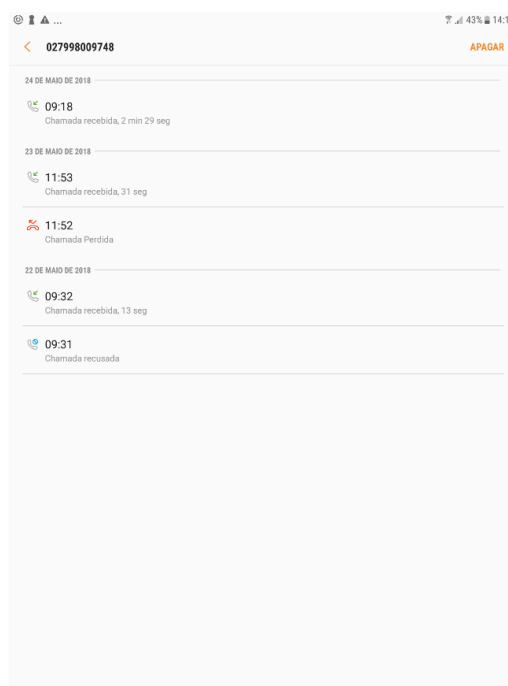 ... 43% 14:1
027998009748 APAGAR
24 DE MAIO DE 2018
09:18
Chamada recebida, 2 min 29 seg
23 DE MAIO DE 2018
11:53
Chamada recebida, 31 seg
11:52
Chamada Perdida
22 DE MAIO DE 2018
09:32
Chamada recebida, 13 seg
09:31
Chamada recusada